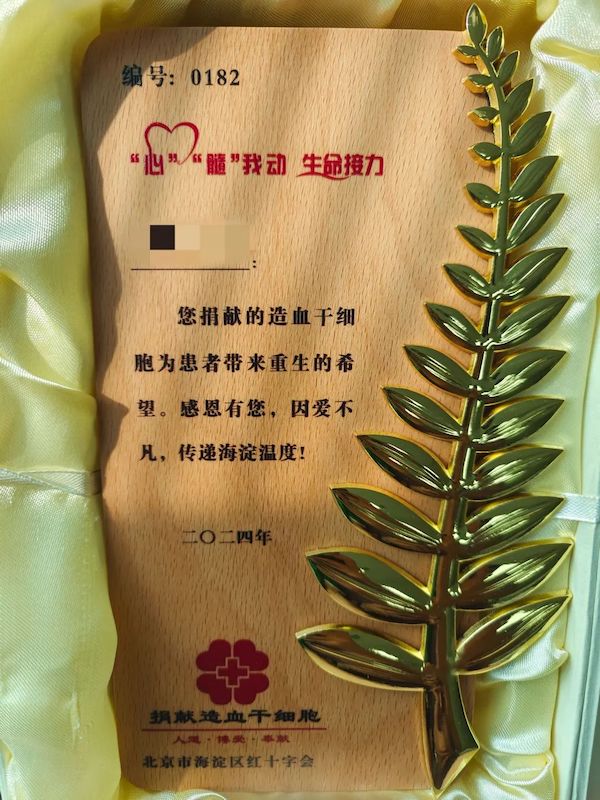 编号：0182
“心”“髓”我动 生命接力
：
您捐献的造血干细
胞为患者带来重生的希
望。感恩有您，因爱不
凡，传递海淀温度！
二〇二四年
捐献造血干细胞
人道·博爱·奉献
北京市海淀区红十字会